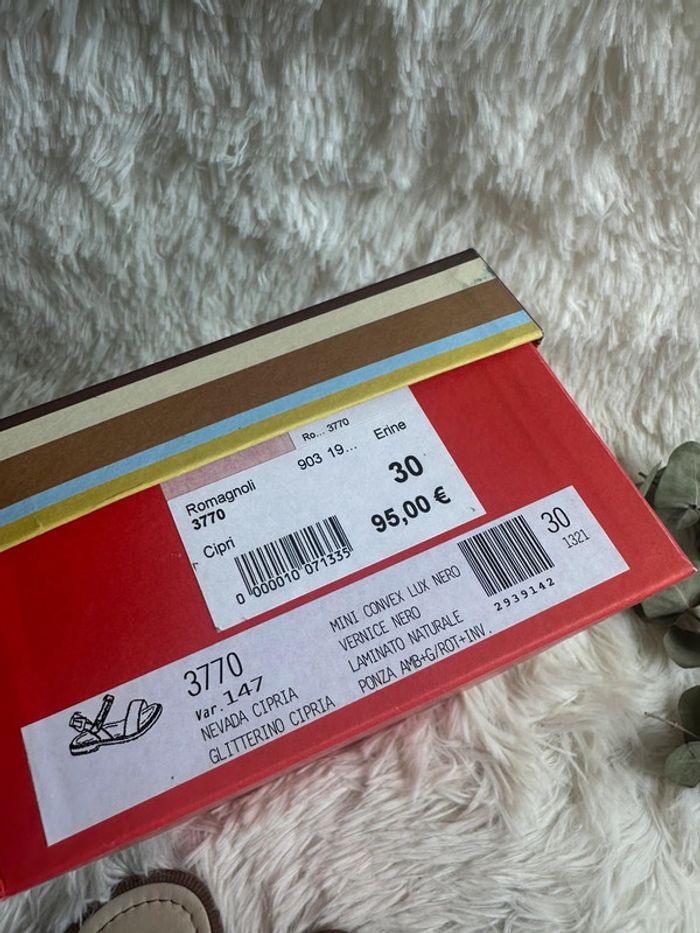 Ro... 3770
903 19... Erine
Romagnoli
3770
30
Cipri
95,00 €
0 000010 071335
3770
Var.147
NEVADA CIPRIA
GLITTERINO CIPRIA
MINI CONVEX LUX NERO
VERNICE NERO
LAMINATO NATURALE
PONZA AMB+G/ROT+INV.
2939142
30
1321